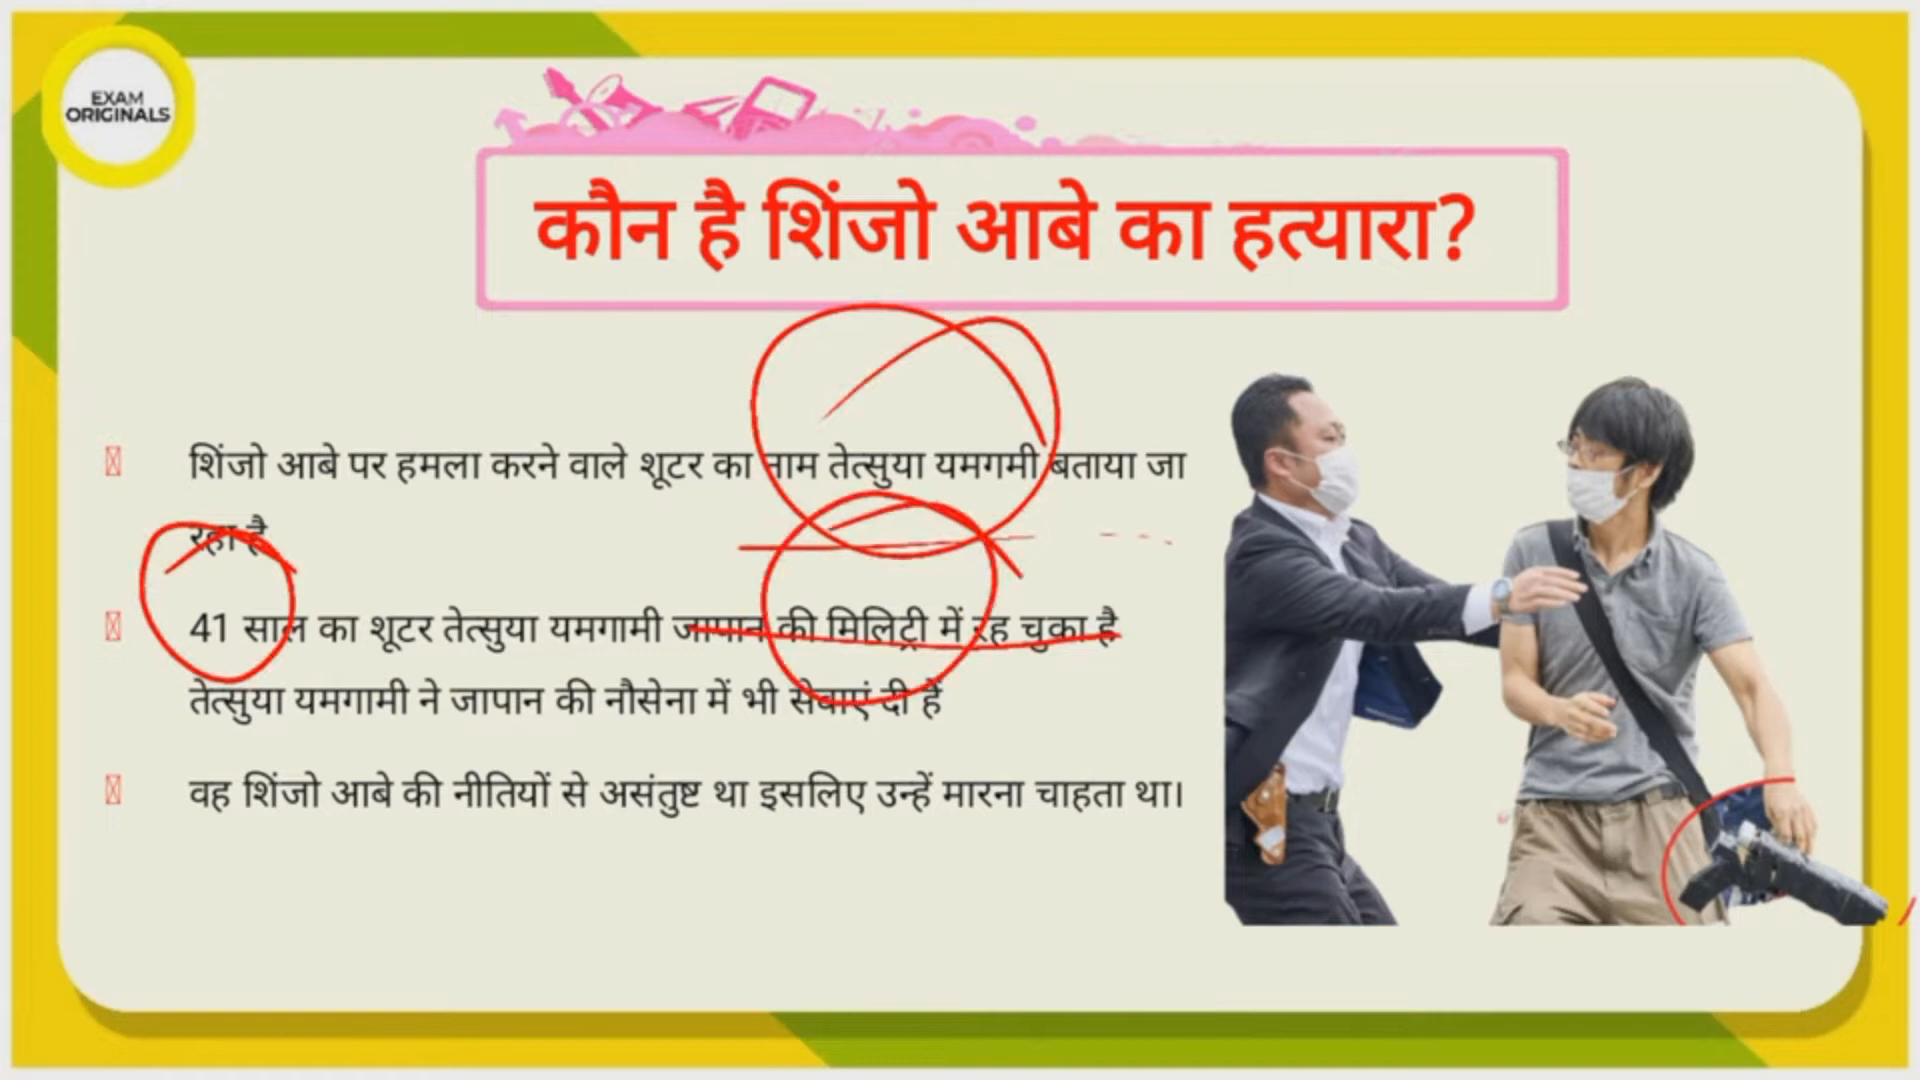 EXAM
ORIGINALS
कौन है शिंजो आबे का हत्यारा?
शिंजो आबे पर हमला करने वाले शूटर का नाम तेत्सुया यमगमी बताया जा
रहा है
41 साल का शूटर तेत्सुया यमगामी जापान की मिलिट्री में रह चुका है
तेत्सुया यमगामी ने जापान की नौसेना में भी सेवाएं दी हैं
वह शिंजो आबे की नीतियों से असंतुष्ट था इसलिए उन्हें मारना चाहता था।